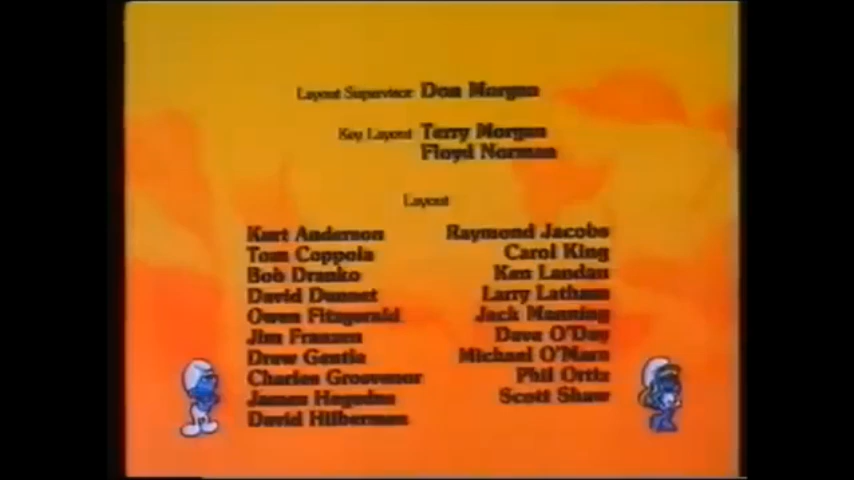 Layout Supervisor Don Morgan
Key Layout Terry Morgan
Floyd Norman
Layout
Kurt Anderson
Tom Coppola
Bob Dranko
David Dunnet
Owen Fitzgerald
Jim Franzen
Drew Gentle
Charles Grosvenor
James Hegedus
David Hilberman
Raymond Jacobs
Carol King
Ken Landau
Larry Latham
Jack Manning
Dave O'Day
Michael O'Mara
Phil Ortiz
Scott Shaw